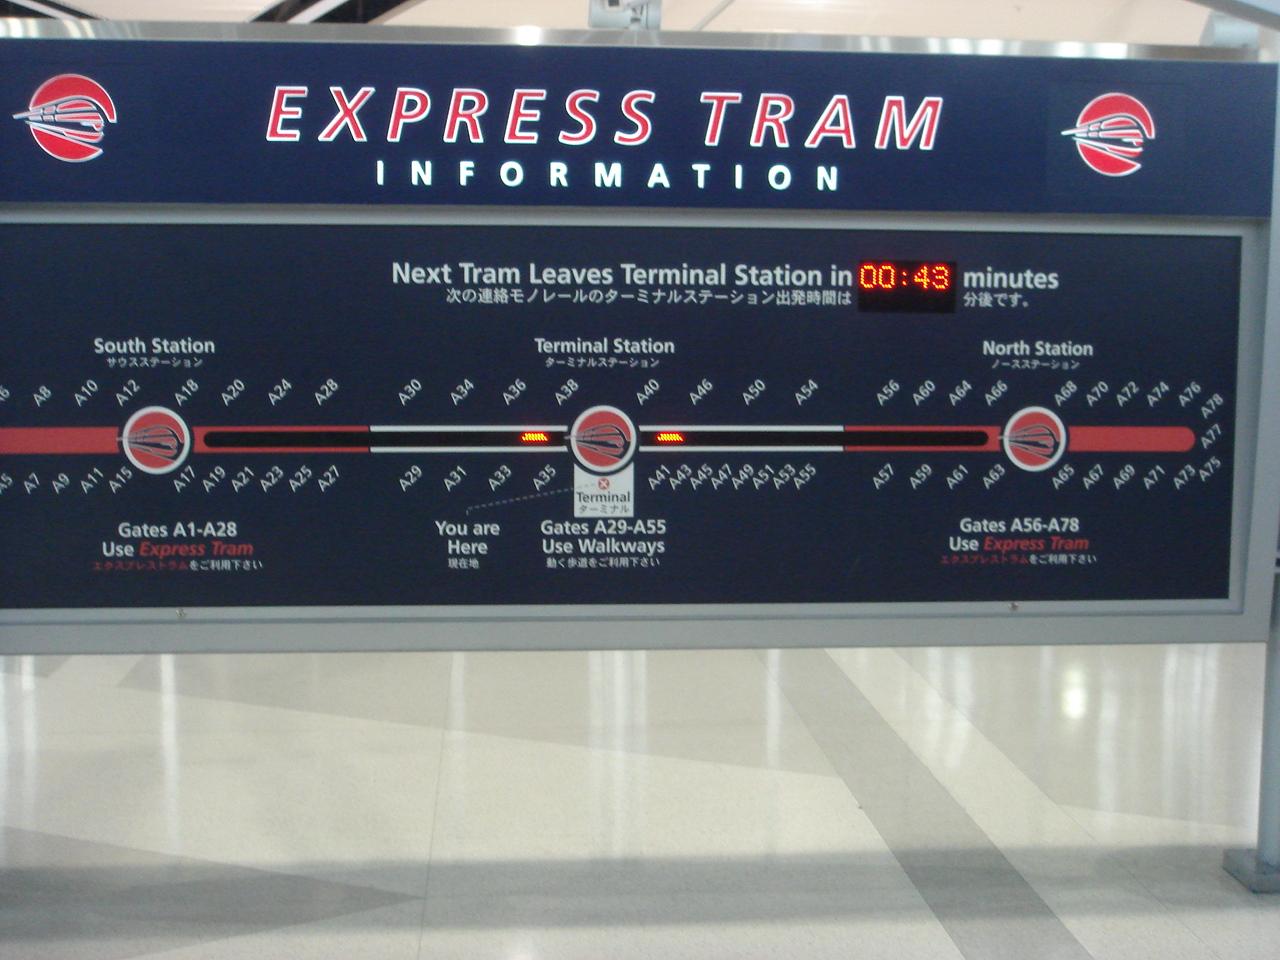 EXPRESS TRAM
INFORMATION
Next Tram Leaves Terminal Station in 00:43 minutes
次の連絡モノレールのターミナルステーション出発時間は 分後です。
South Station
サウスステーション
Terminal Station
ターミナルステーション
North Station
ノースステーション
A8 A10 A12 A18 A20 A24 A28 A30 A34 A36 A38 A40 A46 A50 A54 A56 A60 A64 A66 A68 A70 A72 A74 A76 A78
A77
A5 A7 A9 A11 A15 A17 A19 A21 A23 A25 A27 A29 A31 A33 A35 A41 A43 A45 A47 A49 A51 A53 A55 A57 A59 A61 A63 A65 A67 A69 A71 A73 A75
Terminal
ターミナル
Gates A1-A28
Use Express Tram
エクスプレストラムをご利用下さい
You are
Here
現在地
Gates A29-A55
Use Walkways
動く歩道をご利用下さい
Gates A56-A78
Use Express Tram
エクスプレストラムをご利用下さい